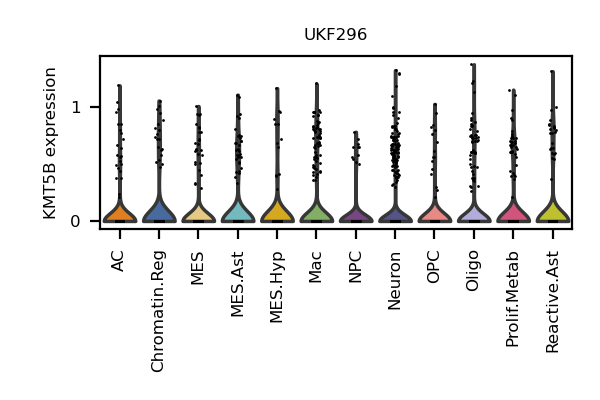 UKF296
KMT5B expression
1
0
AC
Chromatin.Reg
MES
MES.Ast
MES.Hyp
Mac
NPC
Neuron
OPC
Oligo
Prolif.Metab
Reactive.Ast